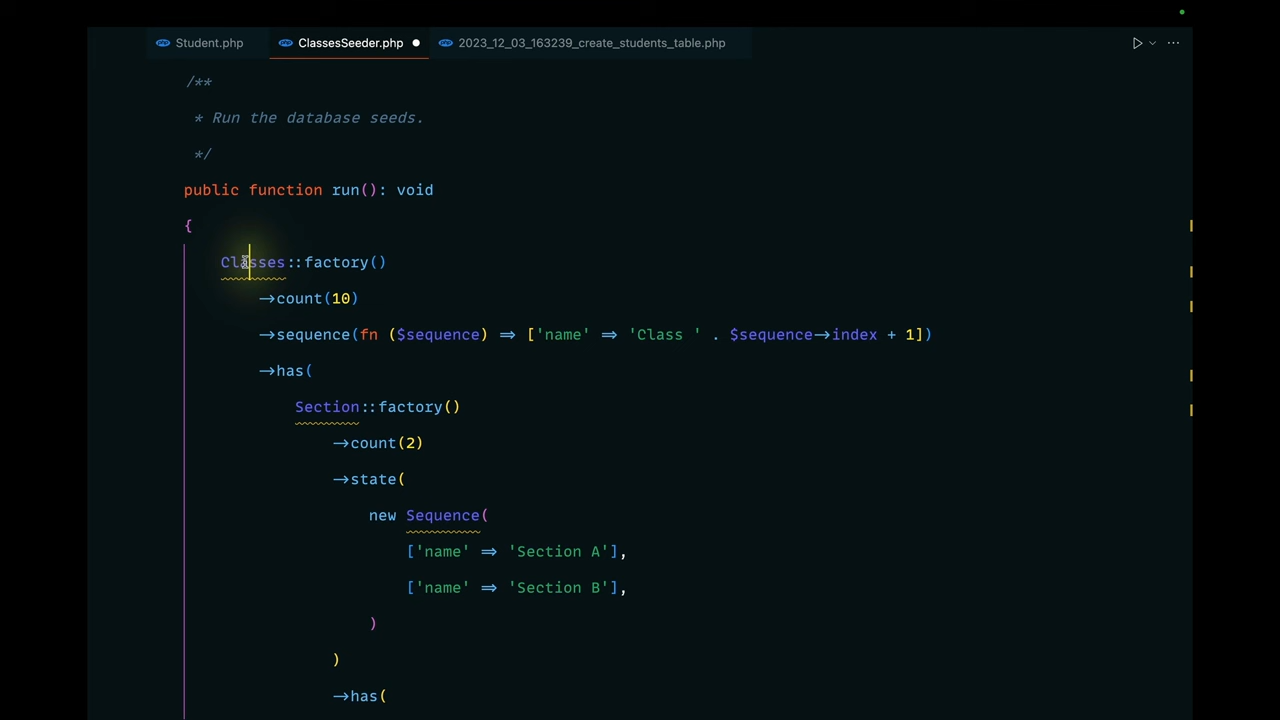 Student.php ClassesSeeder.php 2023_12_03_163239_create_students_table.php
/**
* Run the database seeds.
*/
public function run(): void
{
Classes::factory()
->count(10)
->sequence(fn ($sequence) => ['name' => 'Class ' . $sequence->index + 1])
->has(
Section::factory()
->count(2)
->state(
new Sequence(
['name' => 'Section A'],
['name' => 'Section B'],
)
)
->has(